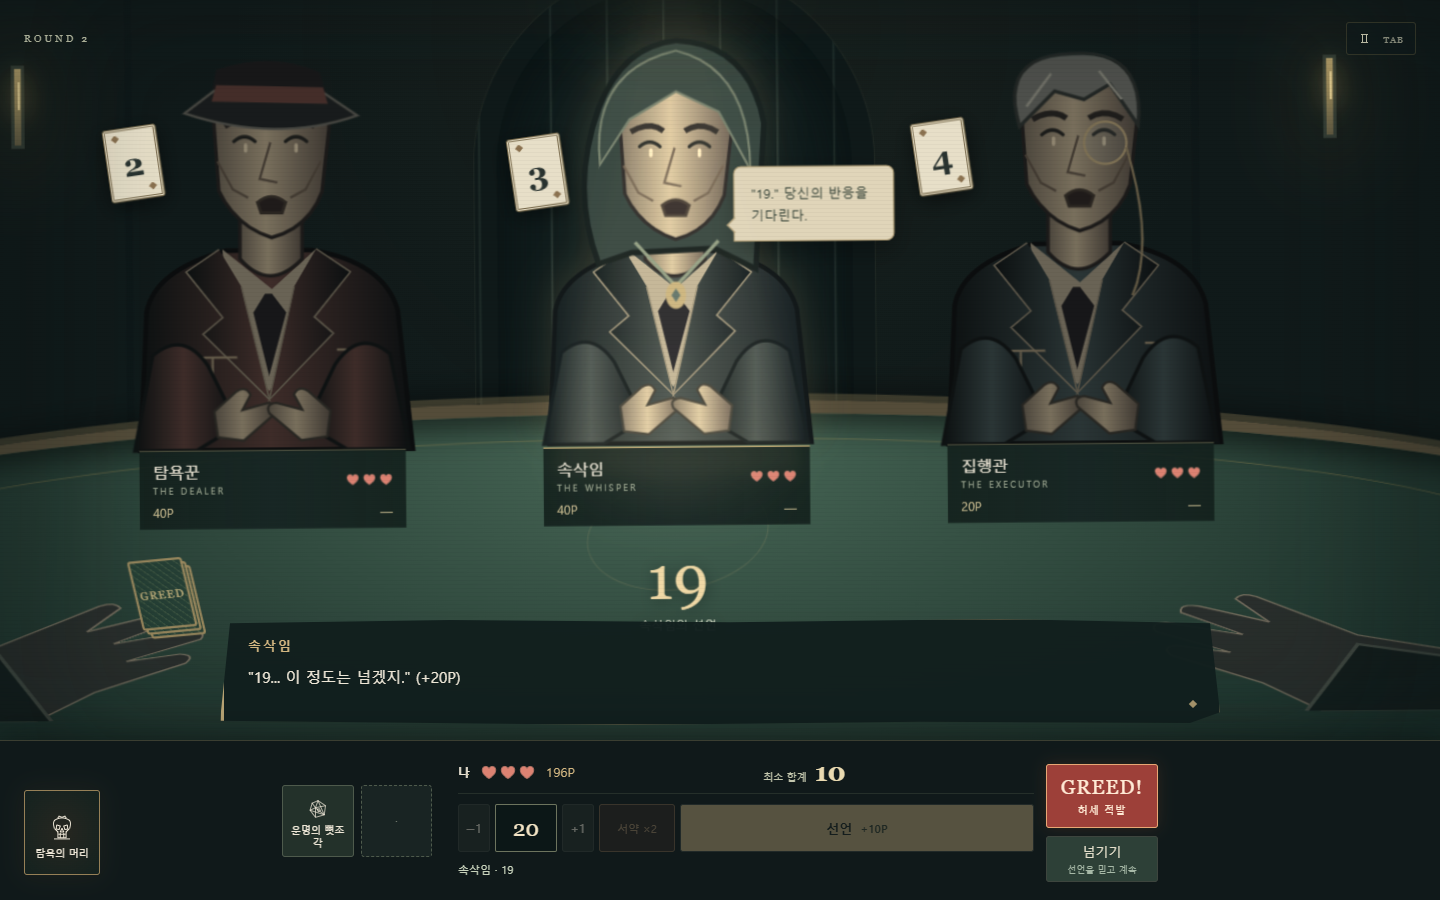 ROUND 2
II TAB
2
3
4
"19." 당신의 반응을
기다린다.
탐욕꾼
THE DEALER
40P
—
속삭임
THE WHISPER
40P
—
집행관
THE EXECUTOR
20P
—
GREED
19
속삭임
"19... 이 정도는 넘겠지." (+20P)
나
196P
최소 합계 10
탐욕의 머리
운명의 뼛조
각
−1
20
+1
서약 ×2
선언 +10P
속삭임 · 19
GREED!
허세 적발
넘기기
선언을 믿고 계속